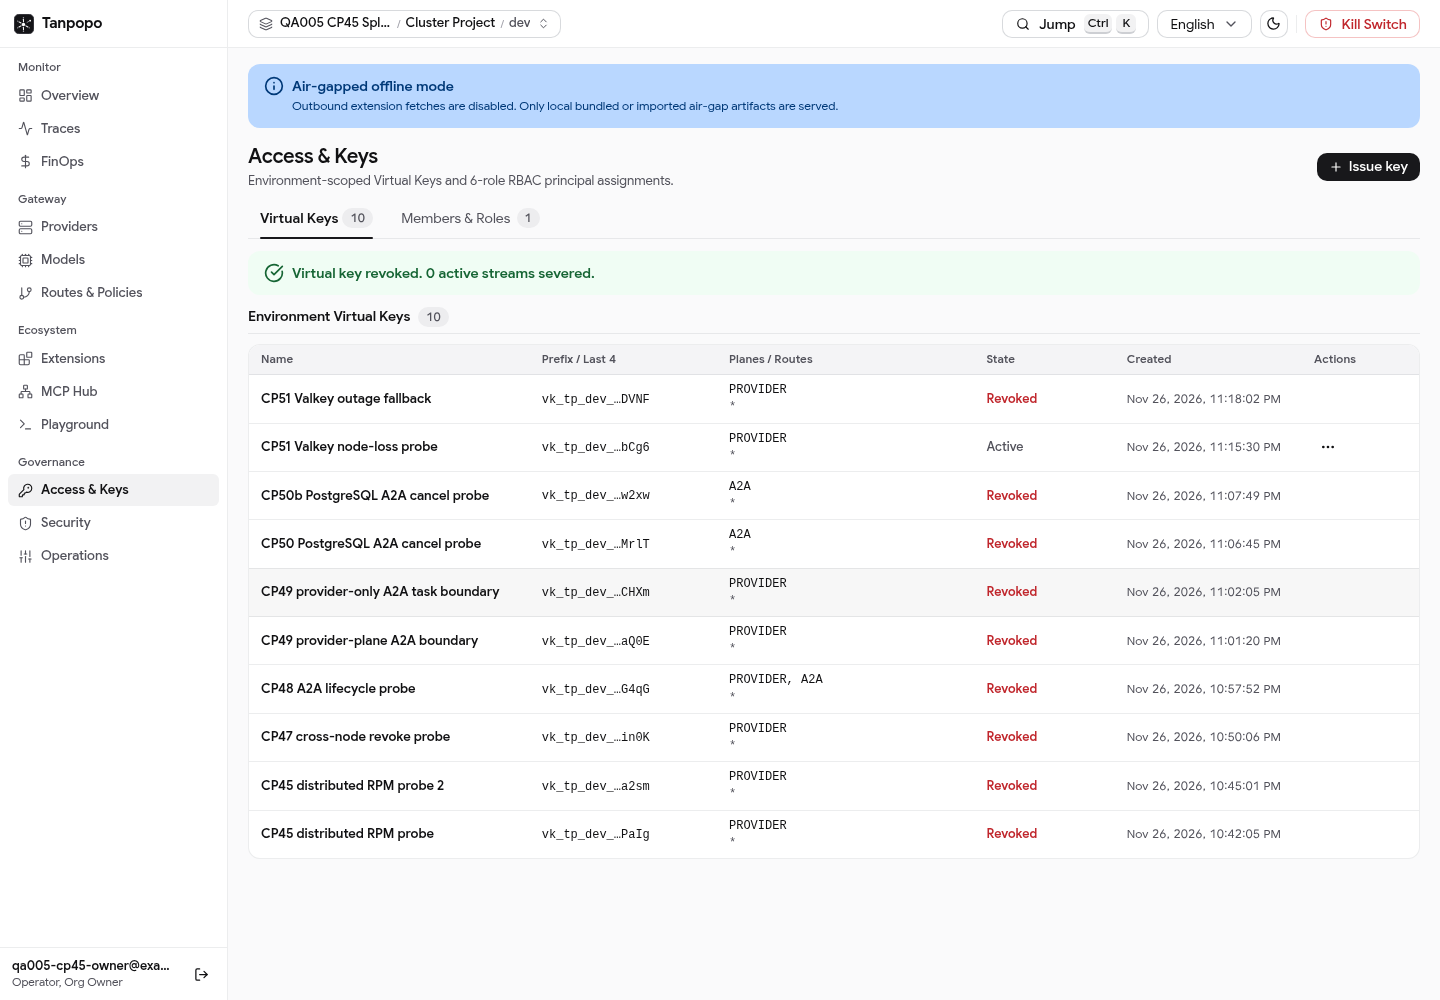 Tanpopo
QA005 CP45 Spl... / Cluster Project / dev
Jump Ctrl K
English
Kill Switch
Monitor
Overview
Traces
FinOps
Gateway
Providers
Models
Routes & Policies
Ecosystem
Extensions
MCP Hub
Playground
Governance
Access & Keys
Security
Operations
qa005-cp45-owner@exa...
Operator, Org Owner
Air-gapped offline mode
Outbound extension fetches are disabled. Only local bundled or imported air-gap artifacts are served.
Access & Keys
Environment-scoped Virtual Keys and 6-role RBAC principal assignments.
Issue key
Virtual Keys 10 Members & Roles 1
Virtual key revoked. 0 active streams severed.
Environment Virtual Keys 10
Name Prefix / Last 4 Planes / Routes State Created Actions
CP51 Valkey outage fallback vk_tp_dev_…DVNF PROVIDER * Revoked Nov 26, 2026, 11:18:02 PM
CP51 Valkey node-loss probe vk_tp_dev_…bCg6 PROVIDER * Active Nov 26, 2026, 11:15:30 PM
CP50b PostgreSQL A2A cancel probe vk_tp_dev_…w2xw A2A * Revoked Nov 26, 2026, 11:07:49 PM
CP50 PostgreSQL A2A cancel probe vk_tp_dev_…MrlT A2A * Revoked Nov 26, 2026, 11:06:45 PM
CP49 provider-only A2A task boundary vk_tp_dev_…CHXm PROVIDER * Revoked Nov 26, 2026, 11:02:05 PM
CP49 provider-plane A2A boundary vk_tp_dev_…aQ0E PROVIDER * Revoked Nov 26, 2026, 11:01:20 PM
CP48 A2A lifecycle probe vk_tp_dev_…G4qG PROVIDER, A2A * Revoked Nov 26, 2026, 10:57:52 PM
CP47 cross-node revoke probe vk_tp_dev_…in0K PROVIDER * Revoked Nov 26, 2026, 10:50:06 PM
CP45 distributed RPM probe 2 vk_tp_dev_…a2sm PROVIDER * Revoked Nov 26, 2026, 10:45:01 PM
CP45 distributed RPM probe vk_tp_dev_…PaIg PROVIDER * Revoked Nov 26, 2026, 10:42:05 PM